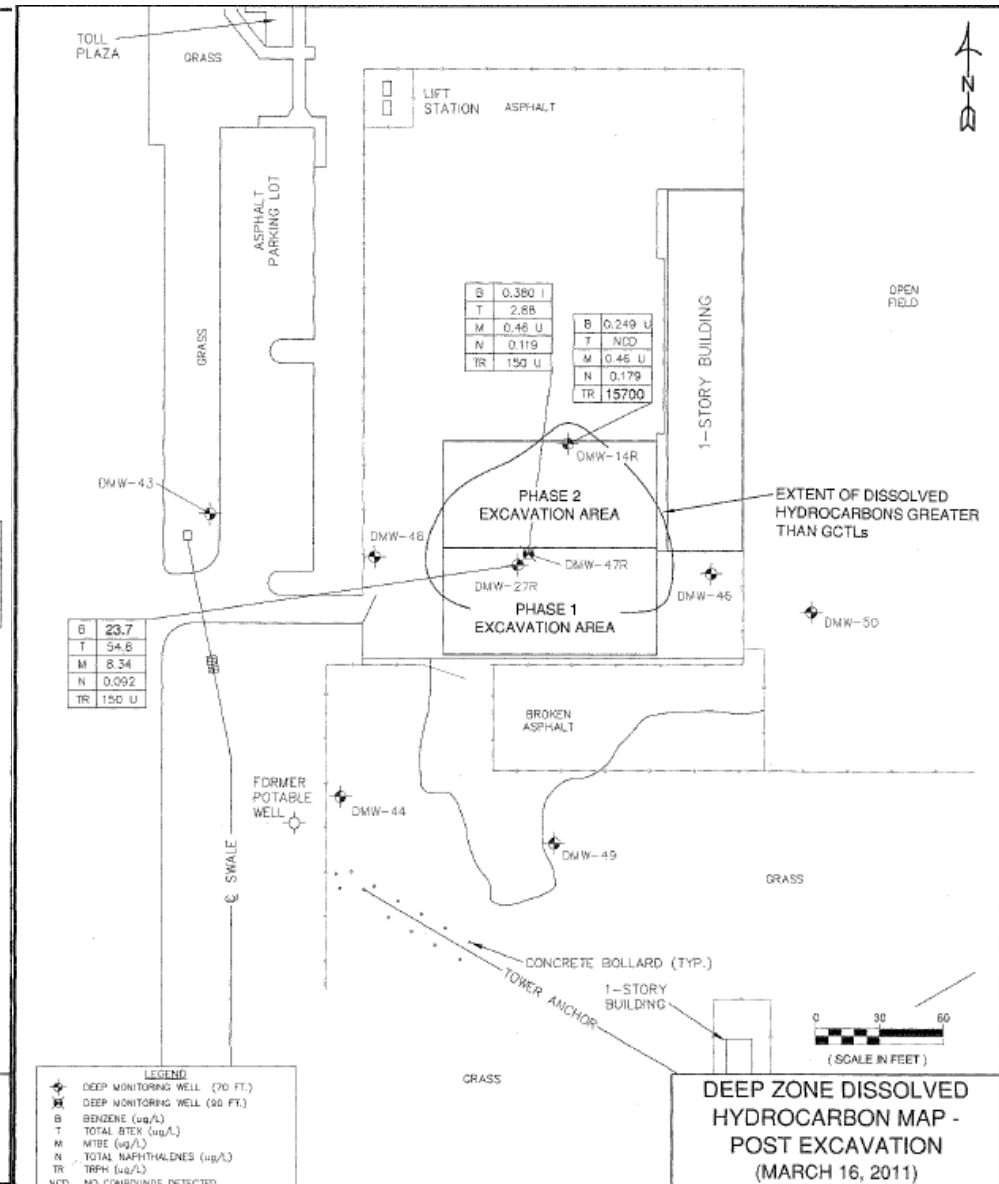 TOLL
PLAZA
GRASS
N
LIFT
STATION
ASPHALT
ASPHALT
PARKING LOT
GRASS
B 0.380 I
T 2.88
M 0.46 U
N 0.119
TR 150 U
B 0.249 U
T NCD
M 0.46 U
N 0.179
TR 15700
1-STORY BUILDING
OPEN
FIELD
DMW-14R
DMW-43
PHASE 2
EXCAVATION AREA
EXTENT OF DISSOLVED
HYDROCARBONS GREATER
THAN GCTLs
DMW-48
DMW-47R
DMW-27R
DMW-46
DMW-50
PHASE 1
EXCAVATION AREA
B 23.7
T 54.6
M 8.34
N 0.092
TR 150 U
BROKEN
ASPHALT
FORMER
POTABLE
WELL
DMW-44
DMW-49
℄ SWALE
GRASS
CONCRETE BOLLARD (TYP.)
TOWER ANCHOR
1-STORY
BUILDING
0 30 60
(SCALE IN FEET)
GRASS
LEGEND
DEEP MONITORING WELL (70 FT.)
DEEP MONITORING WELL (90 FT.)
B BENZENE (ug/L)
T TOTAL BTEX (ug/L)
M MTBE (ug/L)
N TOTAL NAPHTHALENES (ug/L)
TR TRPH (ug/L)
NCD NO COMPOUNDS DETECTED
DEEP ZONE DISSOLVED
HYDROCARBON MAP -
POST EXCAVATION
(MARCH 16, 2011)